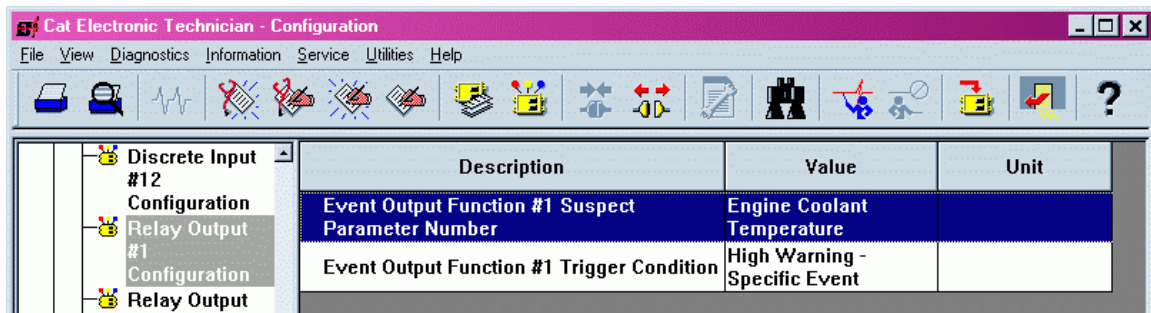 Cat Electronic Technician - Configuration
File View Diagnostics Information Service Utilities Help
Discrete Input
#12
Configuration
Relay Output
#1
Configuration
Relay Output
Description Value Unit
Event Output Function #1 Suspect
Parameter Number
Engine Coolant
Temperature
Event Output Function #1 Trigger Condition
High Warning -
Specific Event